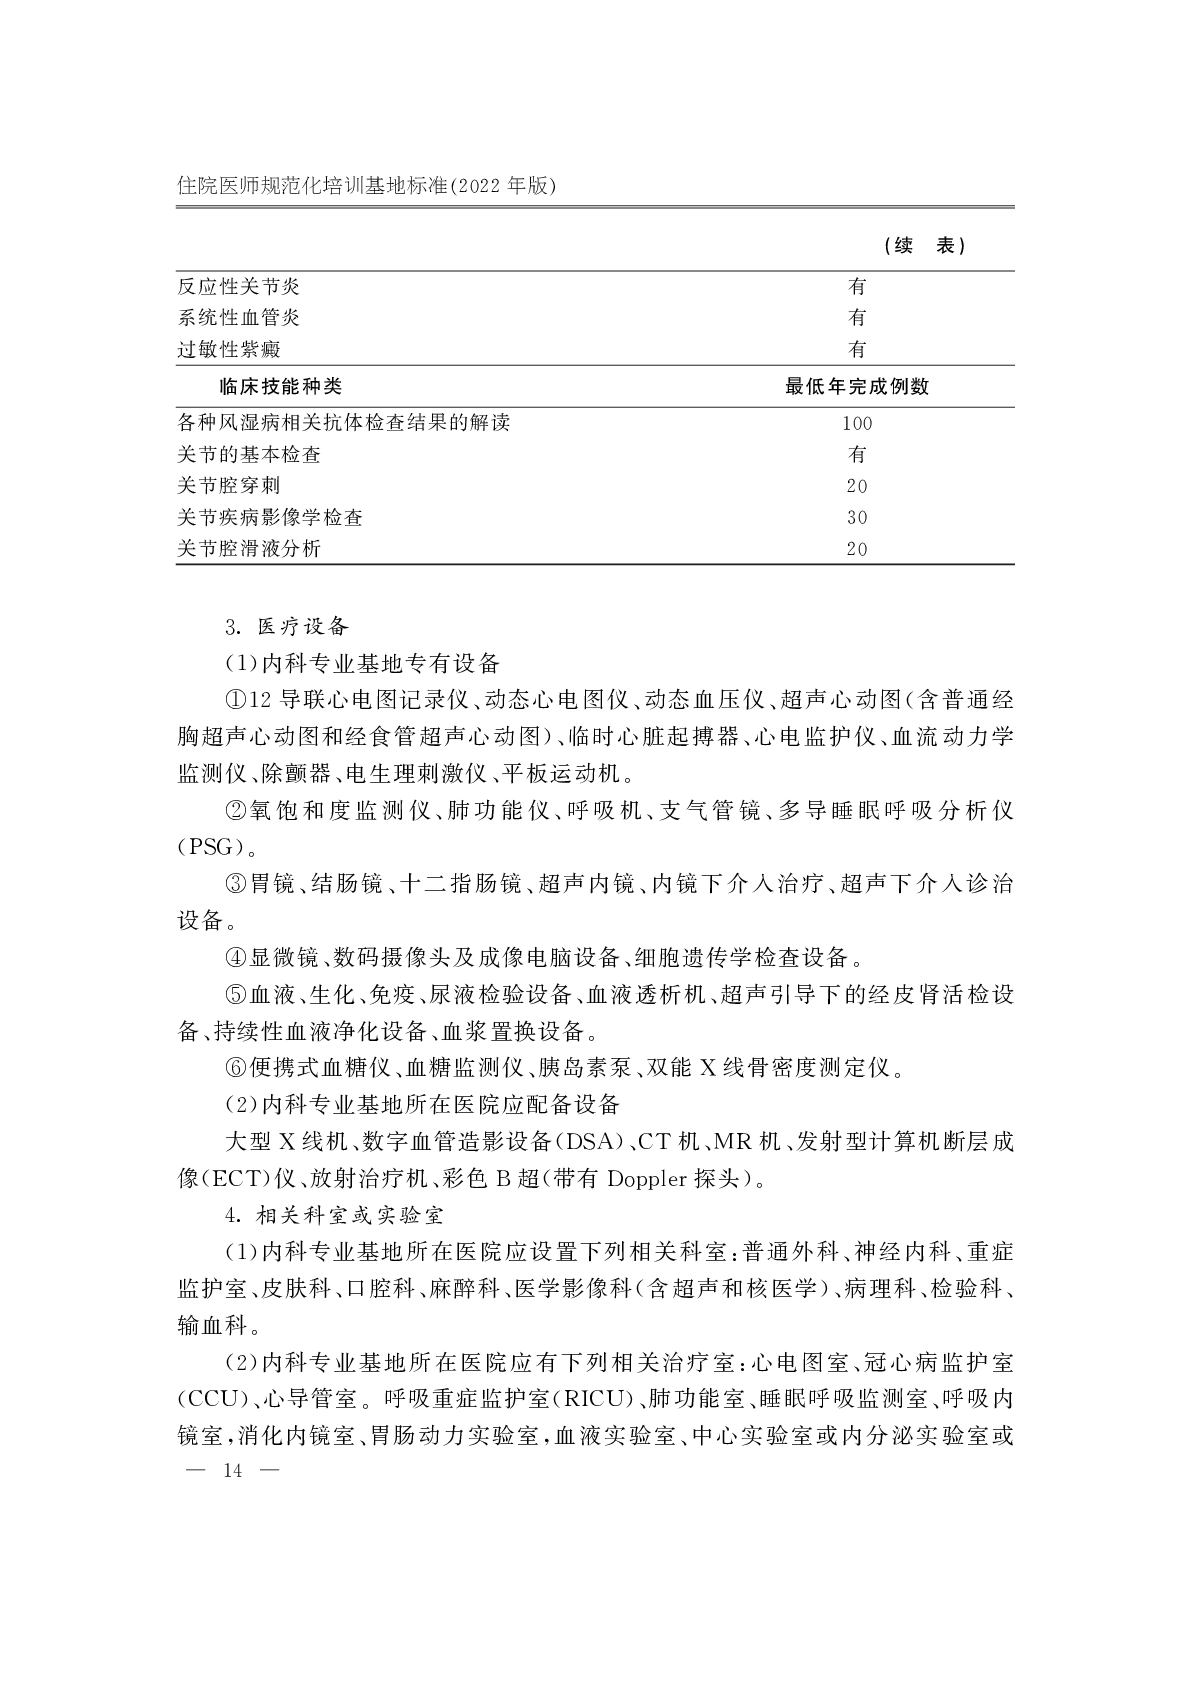 住院医师规范化培训基地标准(2022 年版)
(续　表)
反应性关节炎　有
系统性血管炎　有
过敏性紫癜　有
临床技能种类　最低年完成例数
各种风湿病相关抗体检查结果的解读　100
关节的基本检查　有
关节腔穿刺　20
关节疾病影像学检查　30
关节腔滑液分析　20
3. 医疗设备
(1)内科专业基地专有设备
①12 导联心电图记录仪、动态心电图仪、动态血压仪、超声心动图(含普通经
胸超声心动图和经食管超声心动图)、临时心脏起搏器、心电监护仪、血流动力学
监测仪、除颤器、电生理刺激仪、平板运动机。
②氧饱和度监测仪、肺功能仪、呼吸机、支气管镜、多导睡眠呼吸分析仪
(PSG)。
③胃镜、结肠镜、十二指肠镜、超声内镜、内镜下介入治疗、超声下介入诊治
设备。
④显微镜、数码摄像头及成像电脑设备、细胞遗传学检查设备。
⑤血液、生化、免疫、尿液检验设备、血液透析机、超声引导下的经皮肾活检设
备、持续性血液净化设备、血浆置换设备。
⑥便携式血糖仪、血糖监测仪、胰岛素泵、双能 X 线骨密度测定仪。
(2)内科专业基地所在医院应配备设备
大型 X 线机、数字血管造影设备(DSA)、CT 机、MR 机、发射型计算机断层成
像(ECT)仪、放射治疗机、彩色 B 超(带有 Doppler 探头)。
4. 相关科室或实验室
(1)内科专业基地所在医院应设置下列相关科室:普通外科、神经内科、重症
监护室、皮肤科、口腔科、麻醉科、医学影像科(含超声和核医学)、病理科、检验科、
输血科。
(2)内科专业基地所在医院应有下列相关治疗室:心电图室、冠心病监护室
(CCU)、心导管室。呼吸重症监护室(RICU)、肺功能室、睡眠呼吸监测室、呼吸内
镜室,消化内镜室、胃肠动力实验室,血液实验室、中心实验室或内分泌实验室或
— 14 —